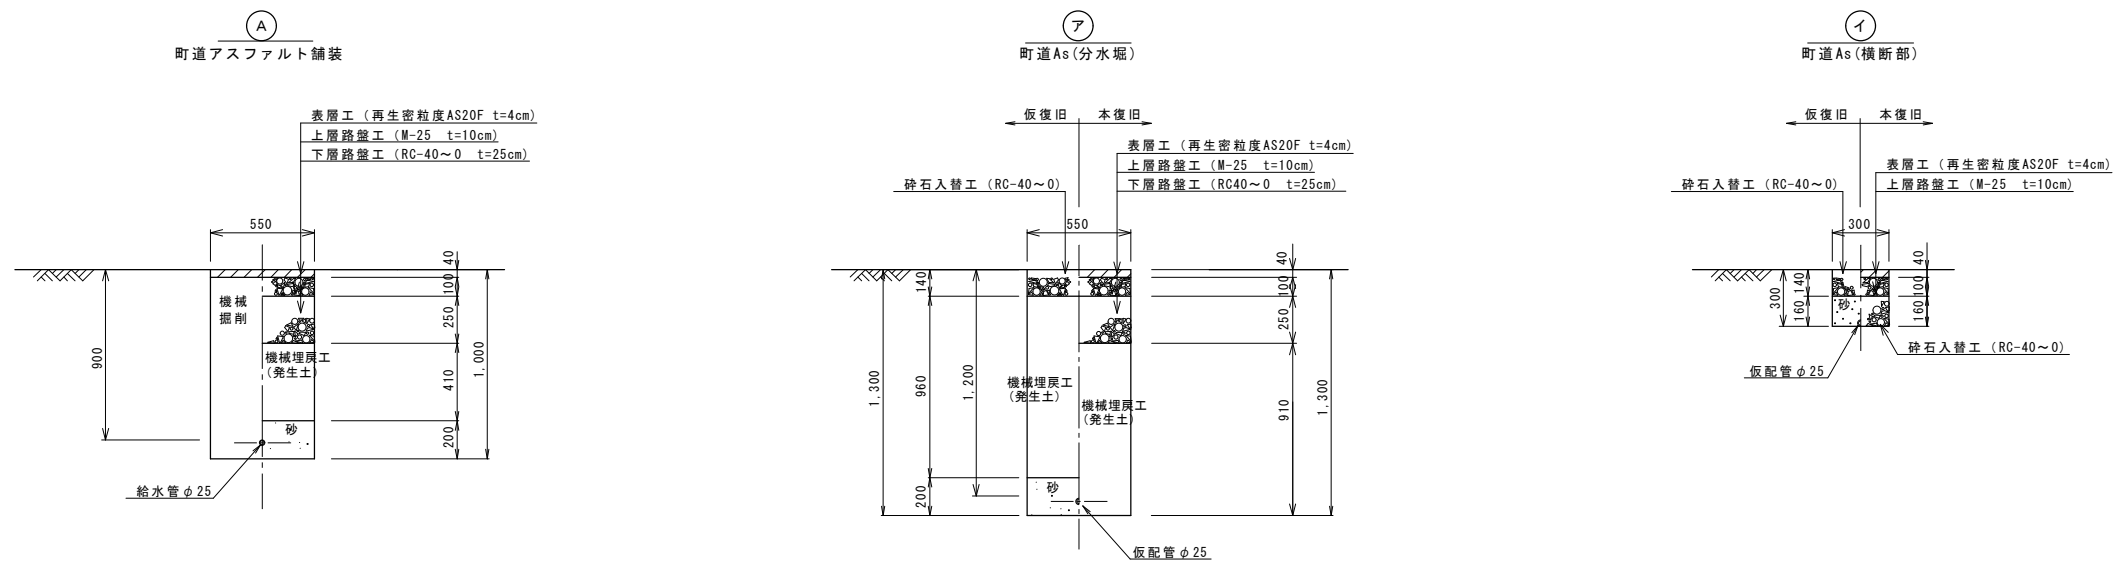 A
町道アスファルト舗装
表層工（再生密粒度AS20F t=4cm）
上層路盤工（M-25 t=10cm）
下層路盤工（RC-40～0 t=25cm）
550
機械
掘削
機械埋戻工
（発生土）
砂
900
40
100
250
410
200
1,000
給水管φ25
ア
町道As（分水堀）
仮復旧
本復旧
表層工（再生密粒度AS20F t=4cm）
上層路盤工（M-25 t=10cm）
下層路盤工（RC40～0 t=25cm）
砕石入替工（RC-40～0）
550
1,300
140
960
200
1,200
機械埋戻工
（発生土）
機械埋戻工
（発生土）
砂
40
100
250
910
1,300
仮配管φ25
イ
町道As（横断部）
仮復旧
本復旧
表層工（再生密粒度AS20F t=4cm）
上層路盤工（M-25 t=10cm）
砕石入替工（RC-40～0）
300
300
140
160
砂
40
100
160
砕石入替工（RC-40～0）
仮配管φ25